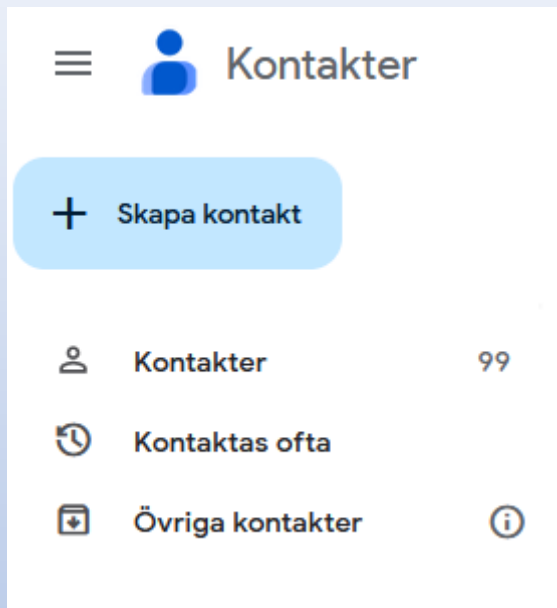 Kontakter
Skapa kontakt
Kontakter 99
Kontaktas ofta
Övriga kontakter